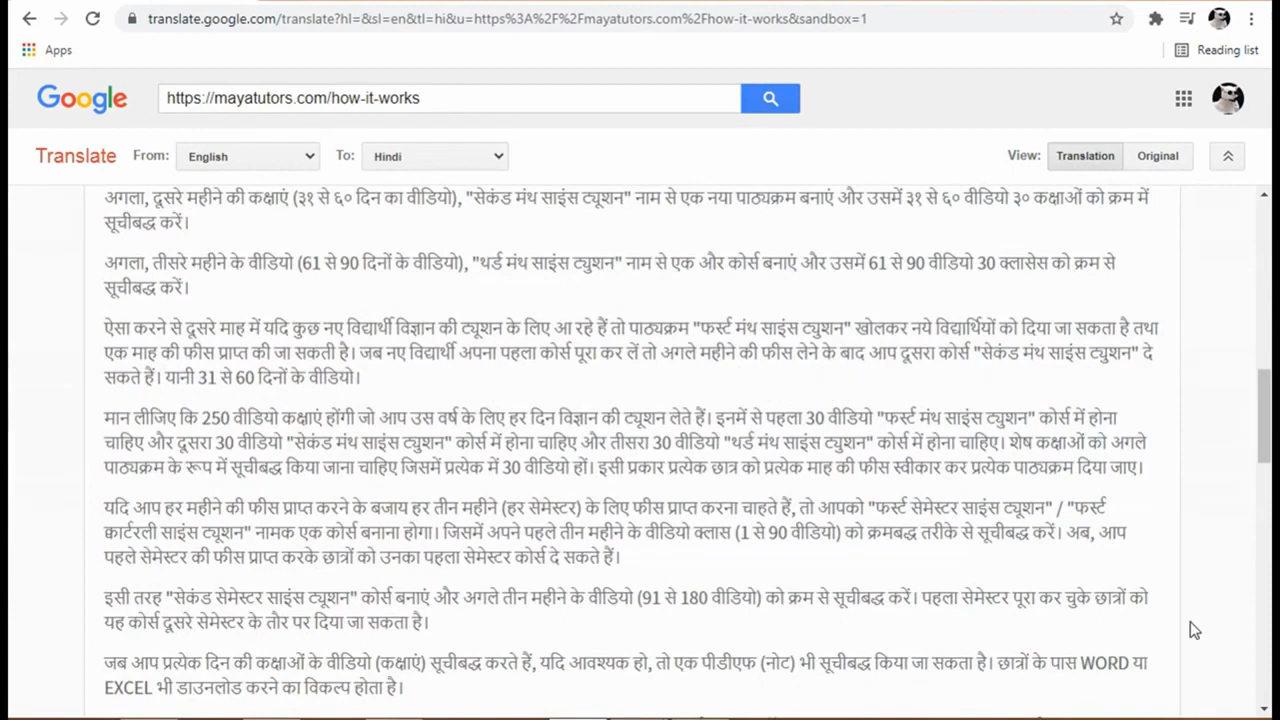 translate.google.com/translate?hl=&sl=en&tl=hi&u=https%3A%2F%2Fmayatutors.com%2Fhow-it-works&sandbox=1
Apps
Reading list
Google
https://mayatutors.com/how-it-works
Translate From: English To: Hindi View: Translation Original
अगला, दूसरे महीने की कक्षाएं (३१ से ६० दिन का वीडियो), "सेकंड मंथ साइंस ट्यूशन" नाम से एक नया पाठ्यक्रम बनाएं और उसमें ३१ से ६० वीडियो ३० कक्षाओं को क्रम में
सूचीबद्ध करें।
अगला, तीसरे महीने के वीडियो (61 से 90 दिनों के वीडियो), "थर्ड मंथ साइंस ट्युशन" नाम से एक और कोर्स बनाएं और उसमें 61 से 90 वीडियो 30 क्लासेस को क्रम से
सूचीबद्ध करें।
ऐसा करने से दूसरे माह में यदि कुछ नए विद्यार्थी विज्ञान की ट्यूशन के लिए आ रहे हैं तो पाठ्यक्रम "फर्स्ट मंथ साइंस ट्युशन" खोलकर नये विद्यार्थियों को दिया जा सकता है तथा
एक माह की फीस प्राप्त की जा सकती है। जब नए विद्यार्थी अपना पहला कोर्स पूरा कर लें तो अगले महीने की फीस लेने के बाद आप दूसरा कोर्स "सेकंड मंथ साइंस ट्युशन" दे
सकते हैं। यानी 31 से 60 दिनों के वीडियो।
मान लीजिए कि 250 वीडियो कक्षाएं होंगी जो आप उस वर्ष के लिए हर दिन विज्ञान की ट्यूशन लेते हैं। इनमें से पहला 30 वीडियो "फर्स्ट मंथ साइंस ट्युशन" कोर्स में होना
चाहिए और दूसरा 30 वीडियो "सेकंड मंथ साइंस ट्युशन" कोर्स में होना चाहिए और तीसरा 30 वीडियो "थर्ड मंथ साइंस ट्युशन" कोर्स में होना चाहिए। शेष कक्षाओं को अगले
पाठ्यक्रम के रूप में सूचीबद्ध किया जाना चाहिए जिसमें प्रत्येक में 30 वीडियो हों। इसी प्रकार प्रत्येक छात्र को प्रत्येक माह की फीस स्वीकार कर प्रत्येक पाठ्यक्रम दिया जाए।
यदि आप हर महीने की फीस प्राप्त करने के बजाय हर तीन महीने (हर सेमेस्टर) के लिए फीस प्राप्त करना चाहते हैं, तो आपको "फर्स्ट सेमेस्टर साइंस ट्यूशन" / "फर्स्ट
क्वार्टरली साइंस ट्यूशन" नामक एक कोर्स बनाना होगा। जिसमें अपने पहले तीन महीने के वीडियो क्लास (1 से 90 वीडियो) को क्रमबद्ध तरीके से सूचीबद्ध करें। अब, आप
पहले सेमेस्टर की फीस प्राप्त करके छात्रों को उनका पहला सेमेस्टर कोर्स दे सकते हैं।
इसी तरह "सेकंड सेमेस्टर साइंस ट्यूशन" कोर्स बनाएं और अगले तीन महीने के वीडियो (91 से 180 वीडियो) को क्रम से सूचीबद्ध करें। पहला सेमेस्टर पूरा कर चुके छात्रों को
यह कोर्स दूसरे सेमेस्टर के तौर पर दिया जा सकता है।
जब आप प्रत्येक दिन की कक्षाओं के वीडियो (कक्षाएं) सूचीबद्ध करते हैं, यदि आवश्यक हो, तो एक पीडीएफ (नोट) भी सूचीबद्ध किया जा सकता है। छात्रों के पास WORD या
EXCEL भी डाउनलोड करने का विकल्प होता है।